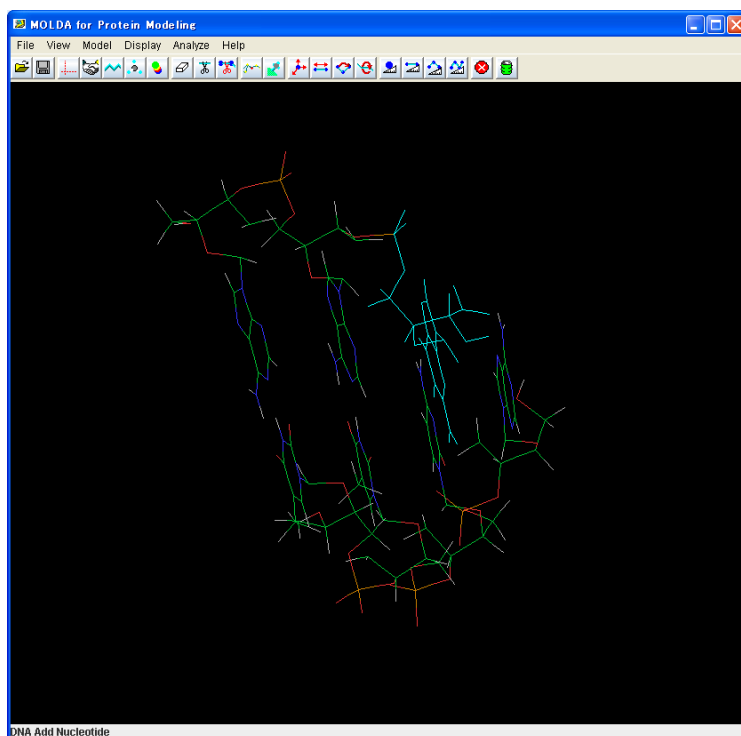 MOLDA for Protein Modeling
File View Model Display Analyze Help
DNA Add Nucleotide